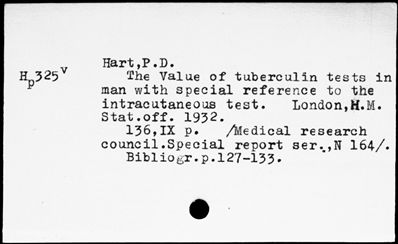 Hart,P.D.
Hp325v
The Value of tuberculin tests in
man with special reference to the
intracutaneous test. London,H.M.
Stat.off. 1932.
136,IX p. /Medical research
council.Special report ser.,N 164/.
Bibliogr.p.127-133.